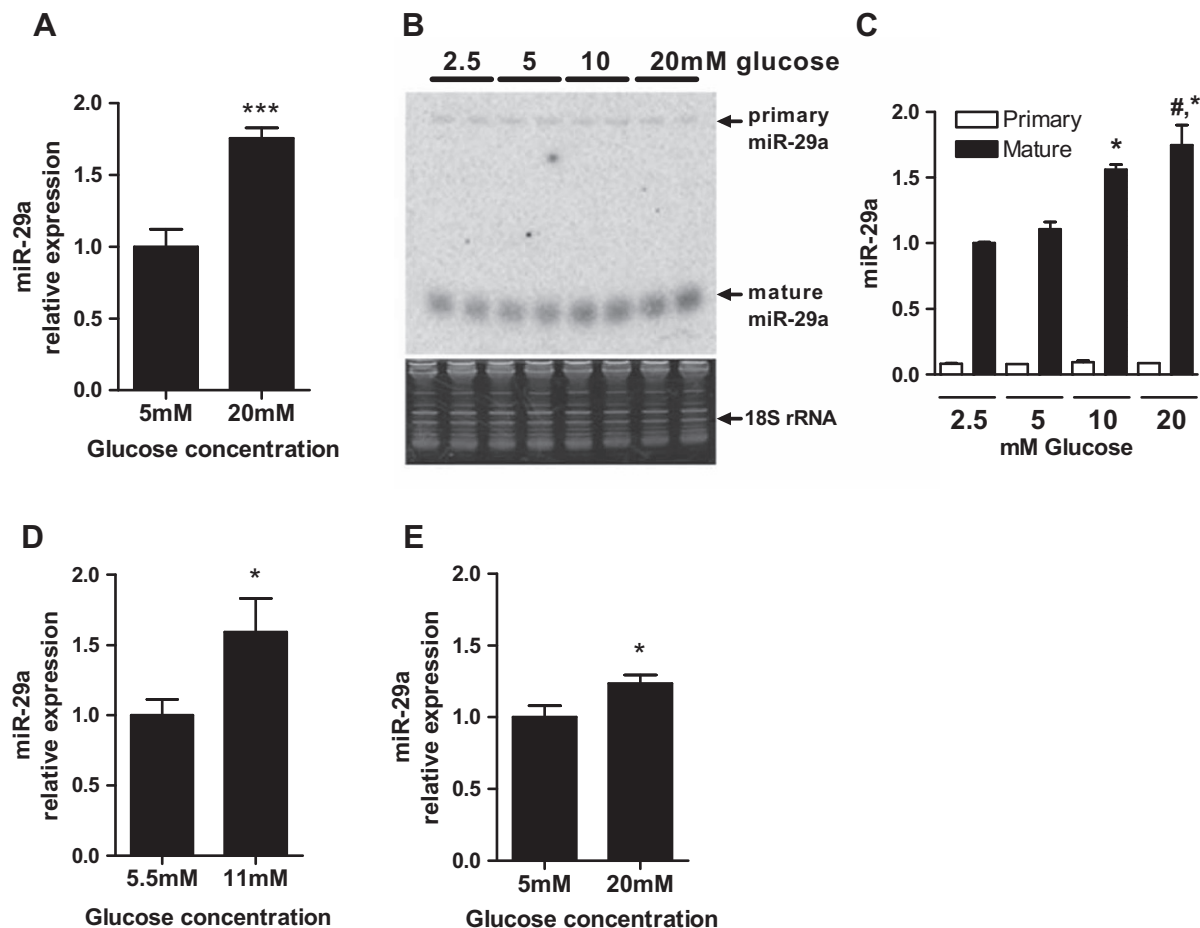 A
miR-29a
relative expression
2.0
1.5
1.0
0.5
0.0
***
5mM 20mM
Glucose concentration
B
2.5 5 10 20mM glucose
primary
miR-29a
mature
miR-29a
18S rRNA
C
miR-29a
2.0
1.5
1.0
0.5
0.0
Primary
Mature
*
#,*
2.5 5 10 20
mM Glucose
D
miR-29a
relative expression
2.0
1.5
1.0
0.5
0.0
*
5.5mM 11mM
Glucose concentration
E
miR-29a
relative expression
2.0
1.5
1.0
0.5
0.0
*
5mM 20mM
Glucose concentration